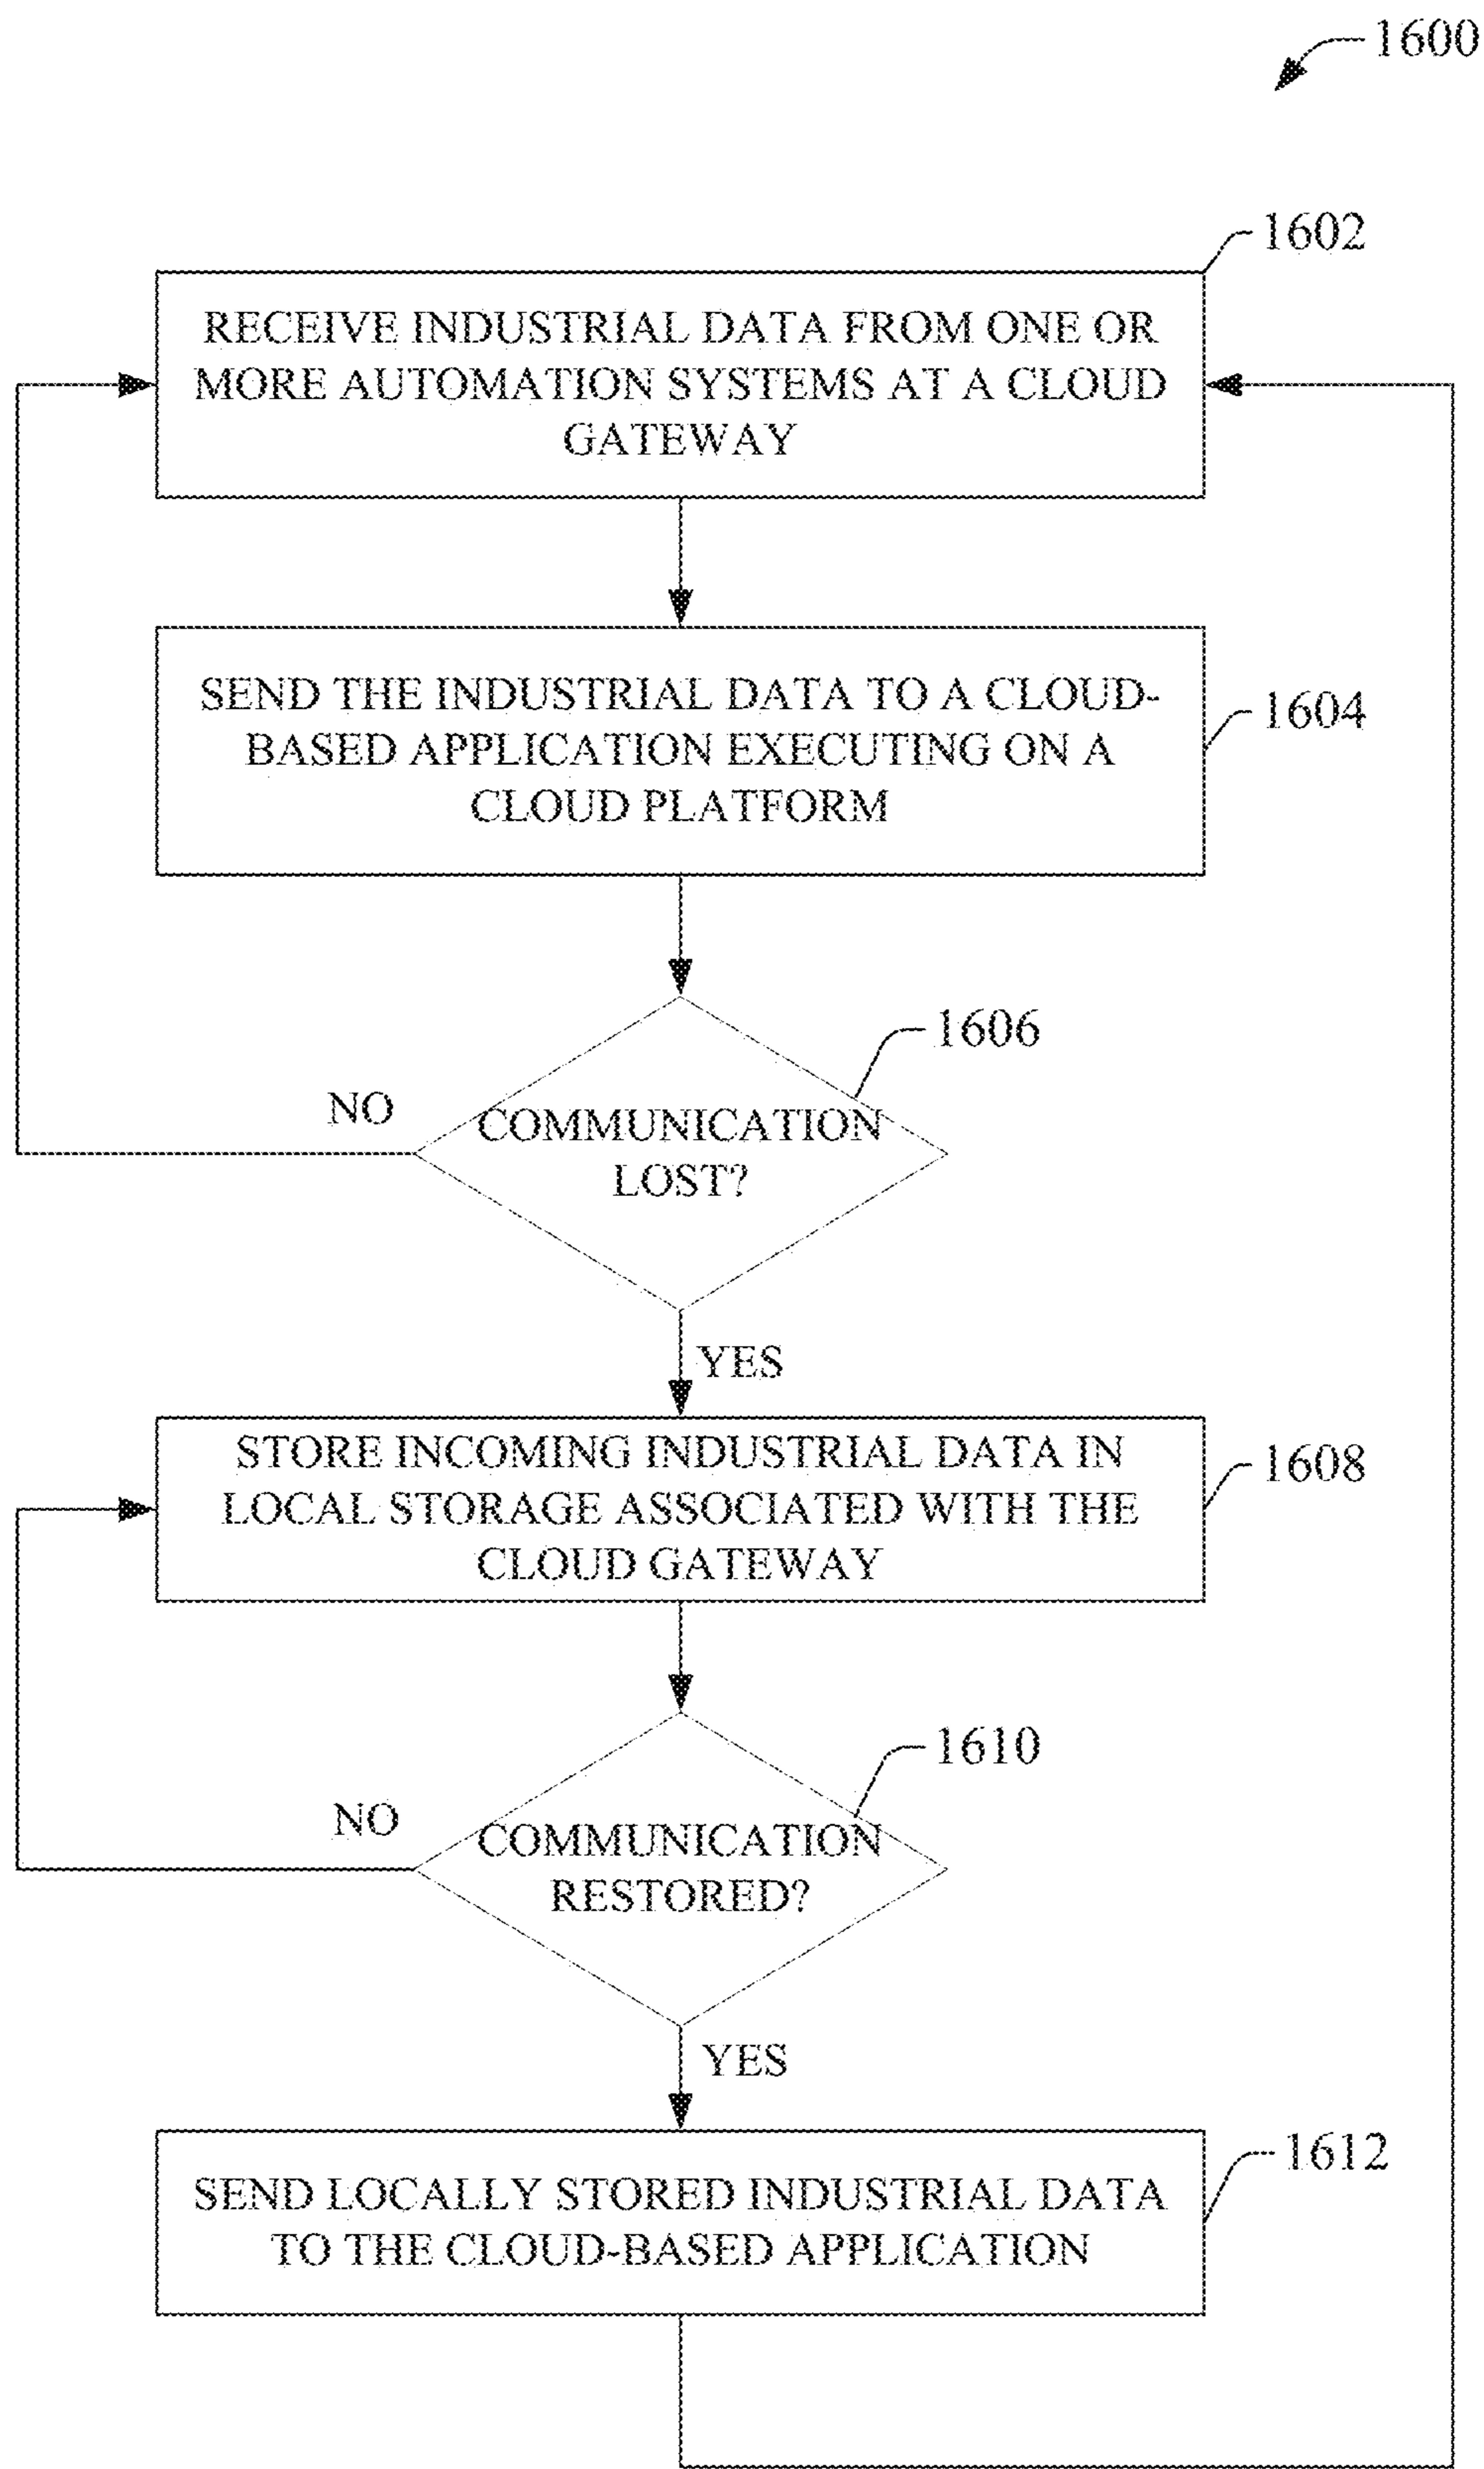 1600
1602
RECEIVE INDUSTRIAL DATA FROM ONE OR
MORE AUTOMATION SYSTEMS AT A CLOUD
GATEWAY
SEND THE INDUSTRIAL DATA TO A CLOUD-
BASED APPLICATION EXECUTING ON A
CLOUD PLATFORM
1604
1606
NO
COMMUNICATION
LOST?
YES
STORE INCOMING INDUSTRIAL DATA IN
LOCAL STORAGE ASSOCIATED WITH THE
CLOUD GATEWAY
1608
1610
NO
COMMUNICATION
RESTORED?
YES
1612
SEND LOCALLY STORED INDUSTRIAL DATA
TO THE CLOUD-BASED APPLICATION